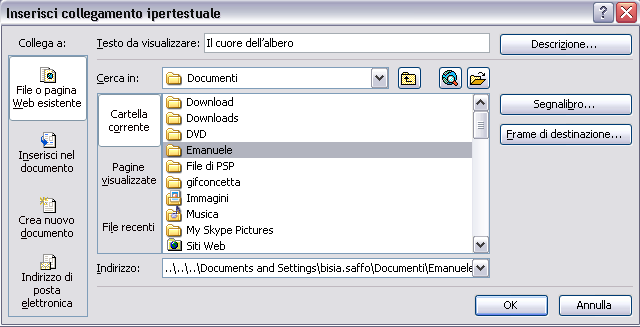 Inserisci collegamento ipertestuale
Collega a:
Testo da visualizzare: Il cuore dell'albero
Descrizione...
File o pagina
Web esistente
Cerca in: Documenti
Cartella
corrente
Download
Downloads
DVD
Emanuele
File di PSP
gifconcetta
Immagini
Musica
My Skype Pictures
Siti Web
Segnalibro...
Frame di destinazione...
Inserisci nel
documento
Pagine
visualizzate
Crea nuovo
documento
File recenti
Indirizzo di
posta
elettronica
Indirizzo: ..\..\..\Documents and Settings\bisia.saffo\Documenti\Emanuele
OK
Annulla